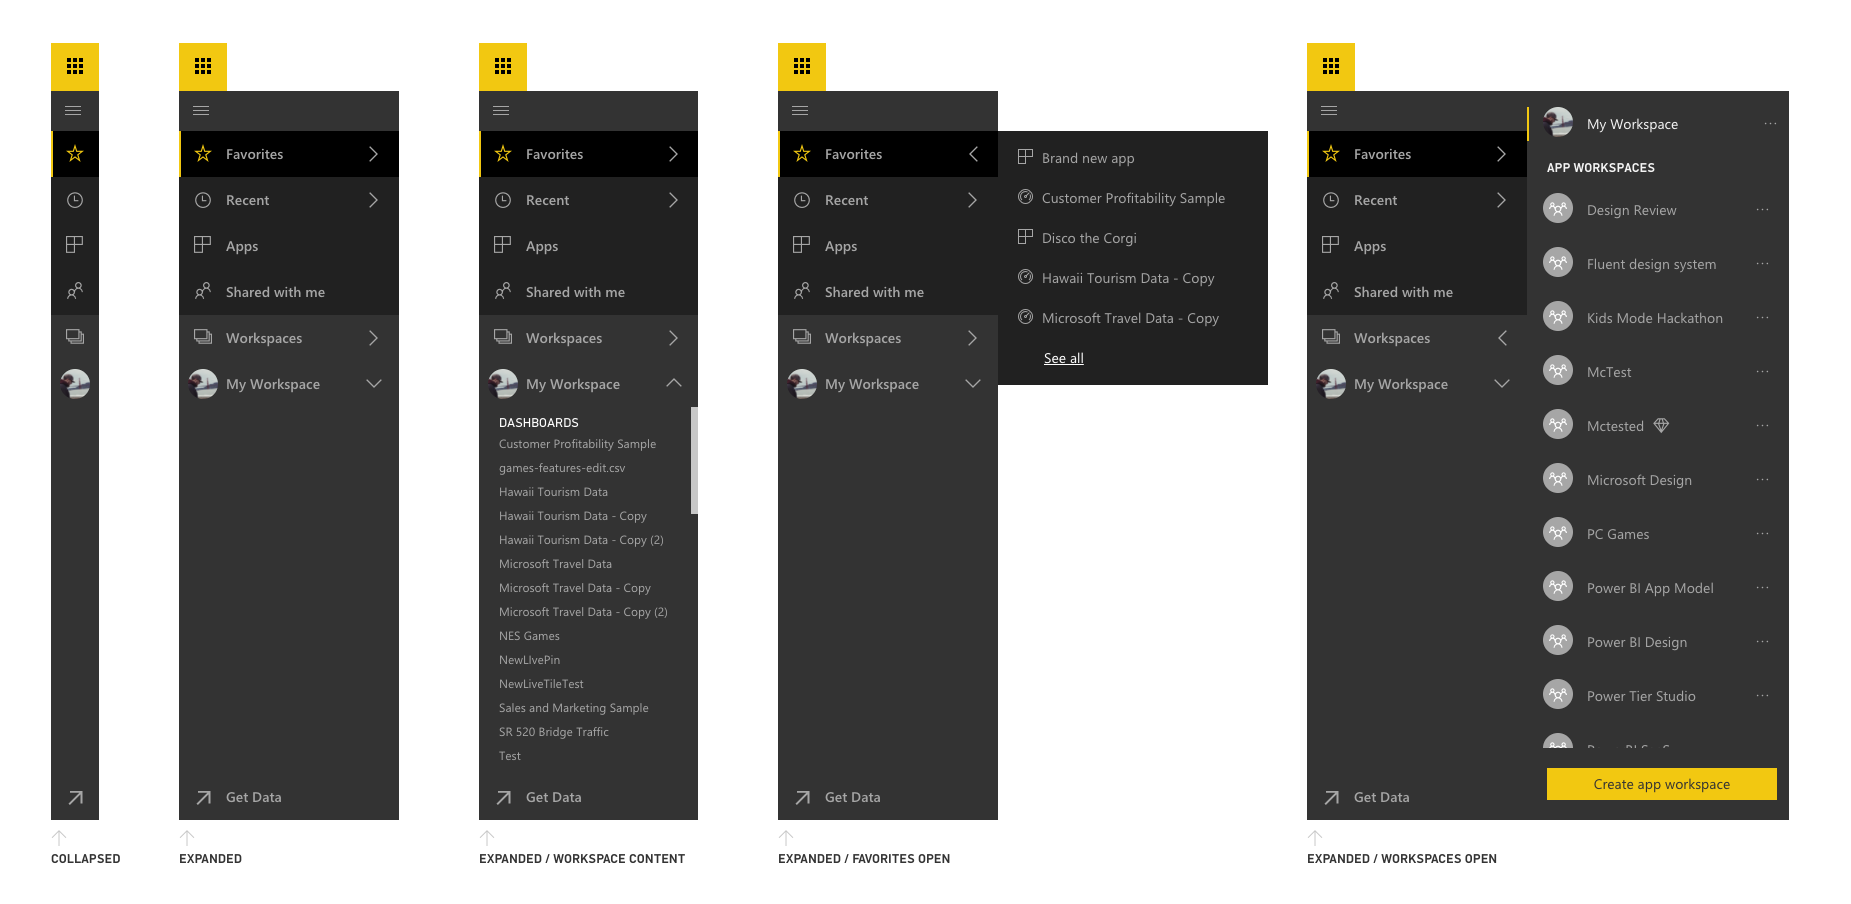 COLLAPSED
Favorites
Recent
Apps
Shared with me
Workspaces
My Workspace
Get Data
EXPANDED
Favorites
Recent
Apps
Shared with me
Workspaces
My Workspace
DASHBOARDS
Customer Profitability Sample
games-features-edit.csv
Hawaii Tourism Data
Hawaii Tourism Data - Copy
Hawaii Tourism Data - Copy (2)
Microsoft Travel Data
Microsoft Travel Data - Copy
Microsoft Travel Data - Copy (2)
NES Games
NewLIvePin
NewLiveTileTest
Sales and Marketing Sample
SR 520 Bridge Traffic
Test
Get Data
EXPANDED / WORKSPACE CONTENT
Favorites
Recent
Apps
Shared with me
Workspaces
My Workspace
Get Data
Brand new app
Customer Profitability Sample
Disco the Corgi
Hawaii Tourism Data - Copy
Microsoft Travel Data - Copy
See all
EXPANDED / FAVORITES OPEN
Favorites
Recent
Apps
Shared with me
Workspaces
My Workspace
Get Data
My Workspace
APP WORKSPACES
Design Review
Fluent design system
Kids Mode Hackathon
McTest
Mctested
Microsoft Design
PC Games
Power BI App Model
Power BI Design
Power Tier Studio
Create app workspace
EXPANDED / WORKSPACES OPEN